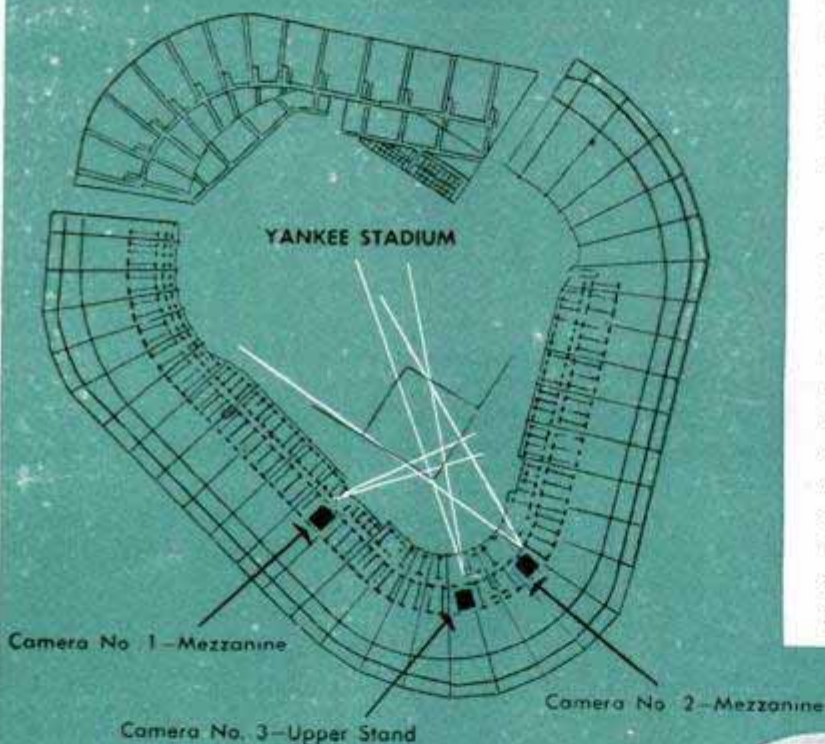 YANKEE STADIUM
Camera No. 1—Mezzanine
Camera No. 2—Mezzanine
Camera No. 3—Upper Stand